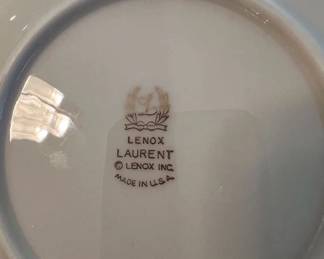 L
LENOX
LAURENT
© LENOX INC.
MADE IN U.S.A.